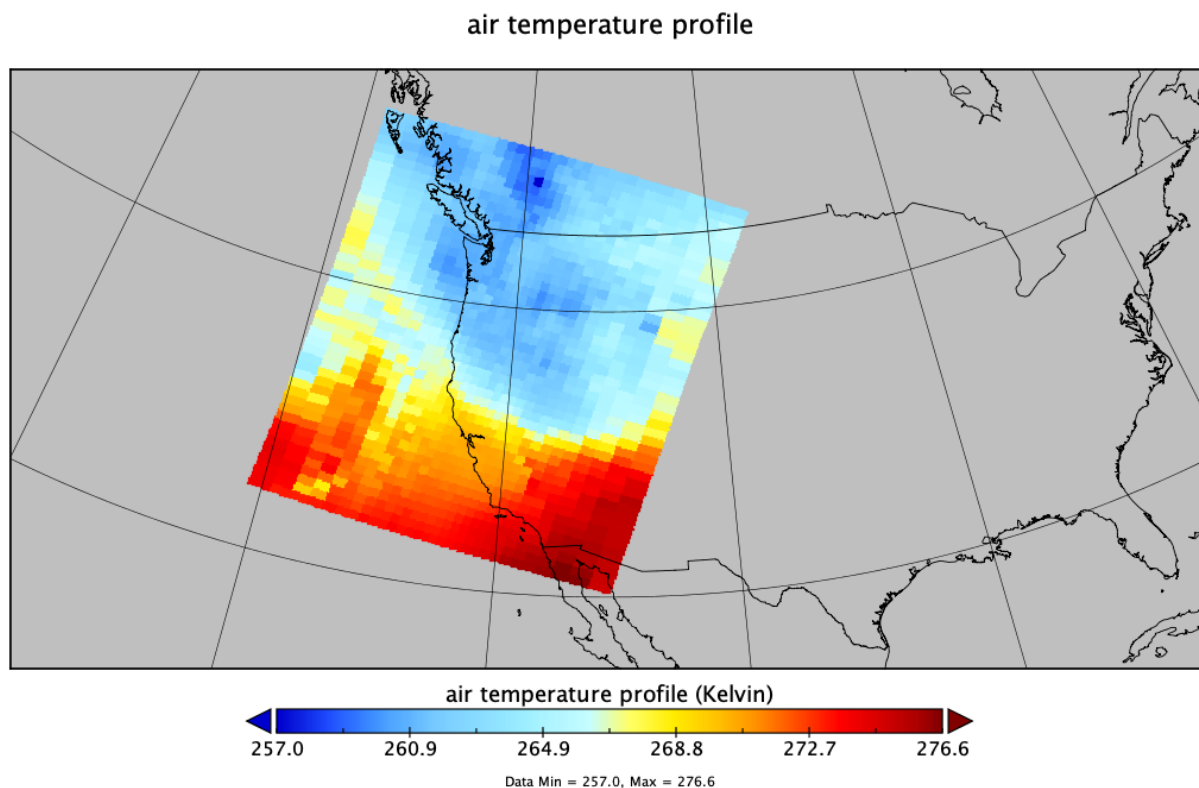 air temperature profile
air temperature profile (Kelvin)
257.0 260.9 264.9 268.8 272.7 276.6
Data Min = 257.0, Max = 276.6